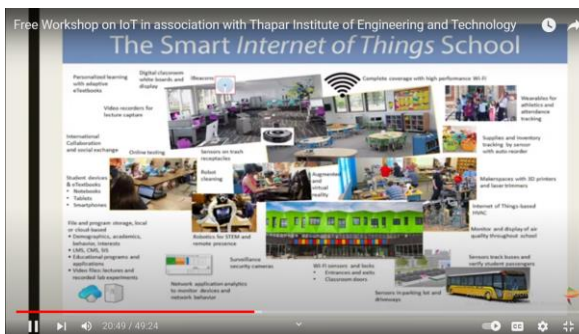 Free Workshop on IoT in association with Thapar Institute of Engineering and Technology
The Smart Internet of Things School
Personalized learning
with adaptive
eTextbooks
Digital classroom
white boards and
display
iBeacons
Complete coverage with high performance Wi-Fi
Video recorders for
lecture capture
Wearables for
athletics and
attendance
tracking
International
Collaboration
and social exchange
Online testing
Sensors on trash
receptacles
Supplies and Inventory
tracking by sensor
with auto reorder
Student devices
& eTextbooks
• Notebooks
• Tablets
• Smartphones
Robot
cleaning
Augmented
and
virtual
reality
Makerspaces with 3D printers
and laser trimmers
Internet of Things-based
HVAC
File and program storage, local
or cloud-based
• Demographics, academics,
behavior, interests
• LMS, CMS, SIS
• Educational programs and
applications
• Video files: lectures and
recorded lab experiments
Robotics for STEM and
remote presence
Monitor and display of air
quality throughout school
Surveillance
security cameras
Wi-Fi sensors and locks
• Entrances and exits
• Classroom doors
Sensors track buses and
verify student passengers
Network application analytics
to monitor devices and
network behavior
Sensors in parking lot and
driveways
20:49 / 49:24
CC